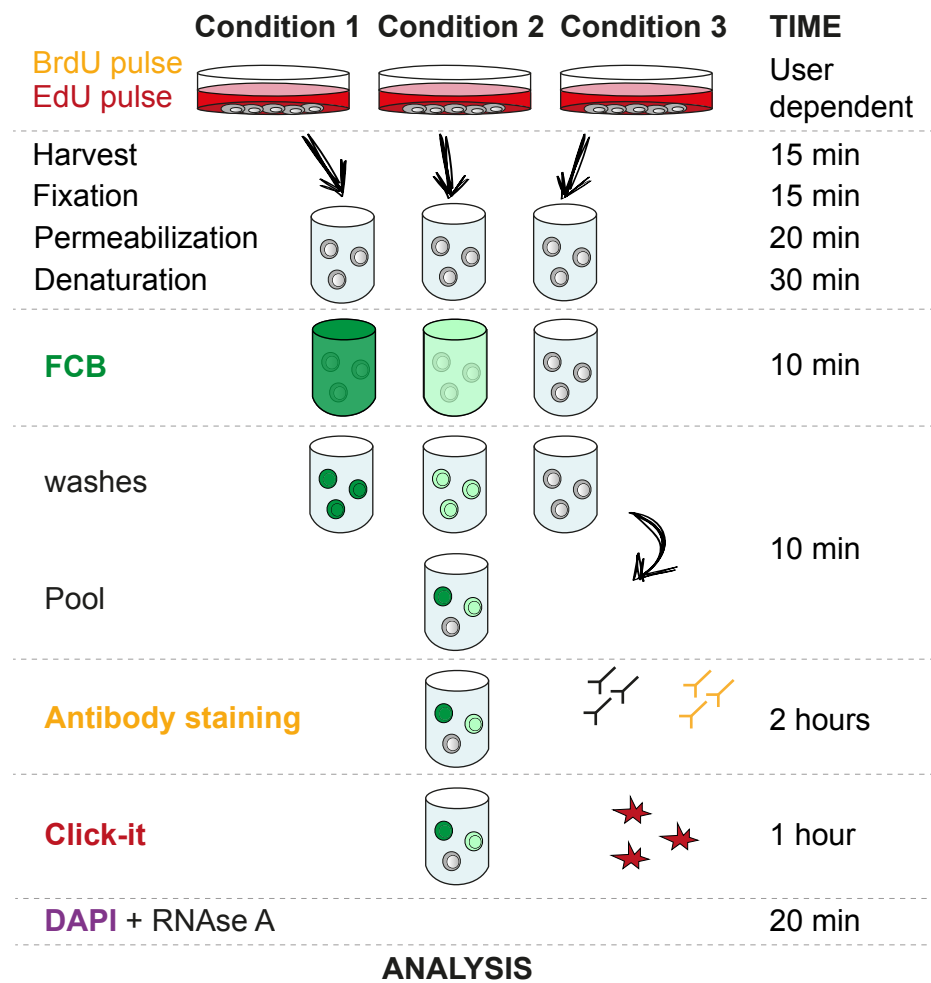 Condition 1 Condition 2 Condition 3 TIME
BrdU pulse
EdU pulse
User
dependent
Harvest 15 min
Fixation 15 min
Permeabilization 20 min
Denaturation 30 min
FCB 10 min
washes
10 min
Pool
Antibody staining 2 hours
Click-it 1 hour
DAPI + RNAse A 20 min
ANALYSIS